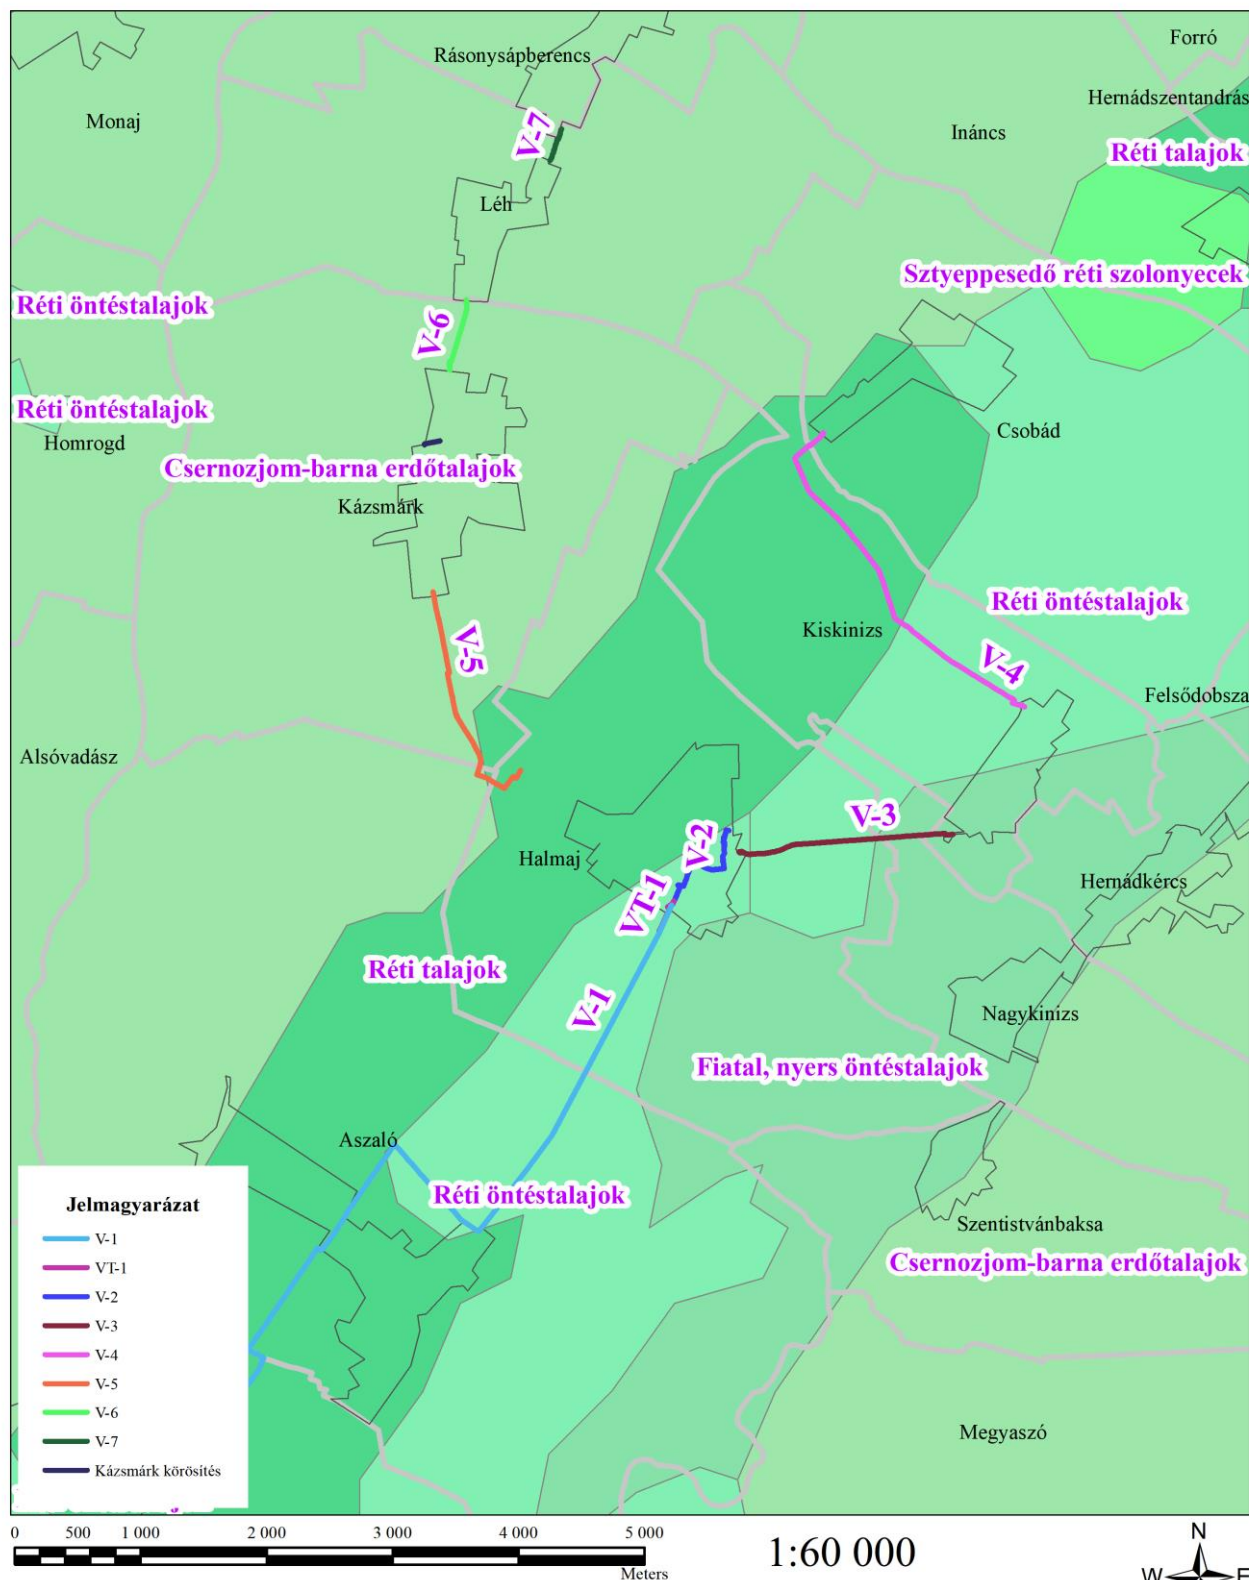 Forró
Rásonysápberencs
Hernádszentandrás
Monaj
Ináncs
V-7
Réti talajok
Léh
Sztyeppesedő réti szolonyecek
Réti öntéstalajok
V-6
Réti öntéstalajok
Homrogd
Csobád
Csernozjom-barna erdőtalajok
Kázsmárk
Réti öntéstalajok
Kiskinizs
V-5
V-4
Felsődobsza
Alsóvadász
V-3
V-2
Halmaj
Hernádkércs
VT-1
Réti talajok
V-1
Nagykinizs
Fiatal, nyers öntéstalajok
Aszaló
Réti öntéstalajok
Szentistvánbaksa
Csernozjom-barna erdőtalajok
Megyaszó
Jelmagyarázat
V-1
VT-1
V-2
V-3
V-4
V-5
V-6
V-7
Kázsmárk körösítés
0 500 1 000 2 000 3 000 4 000 5 000
Meters
1:60 000
N
W E